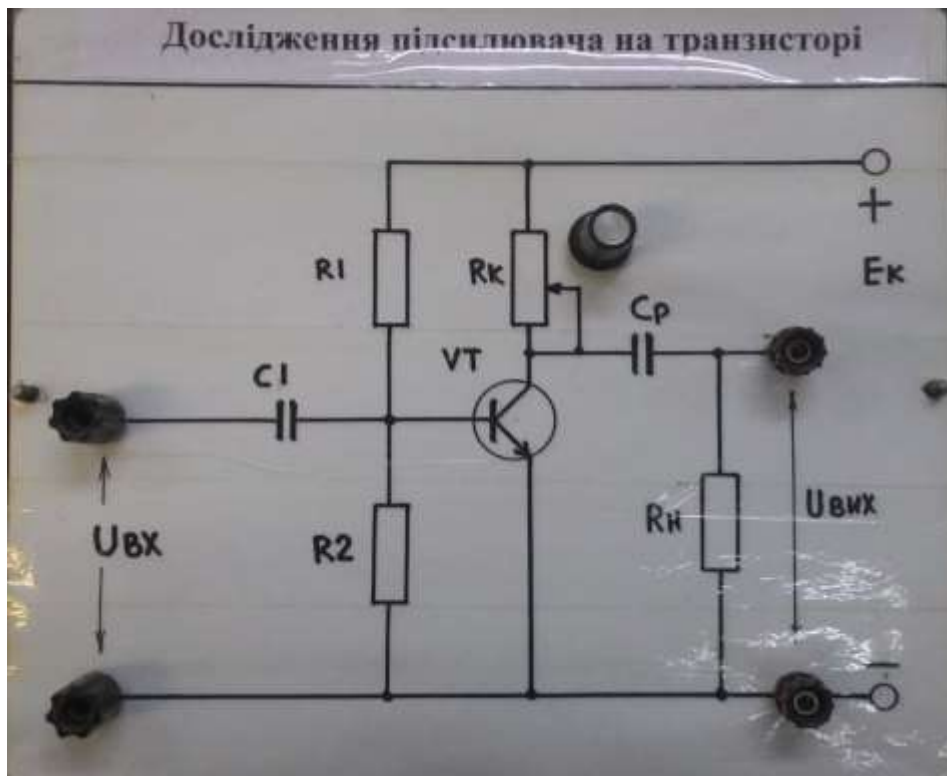 Дослідження підсилювача на транзисторі
+
Eк
R1
Rк
Cр
VT
C1
Uвх
R2
Rн
Uвих
−